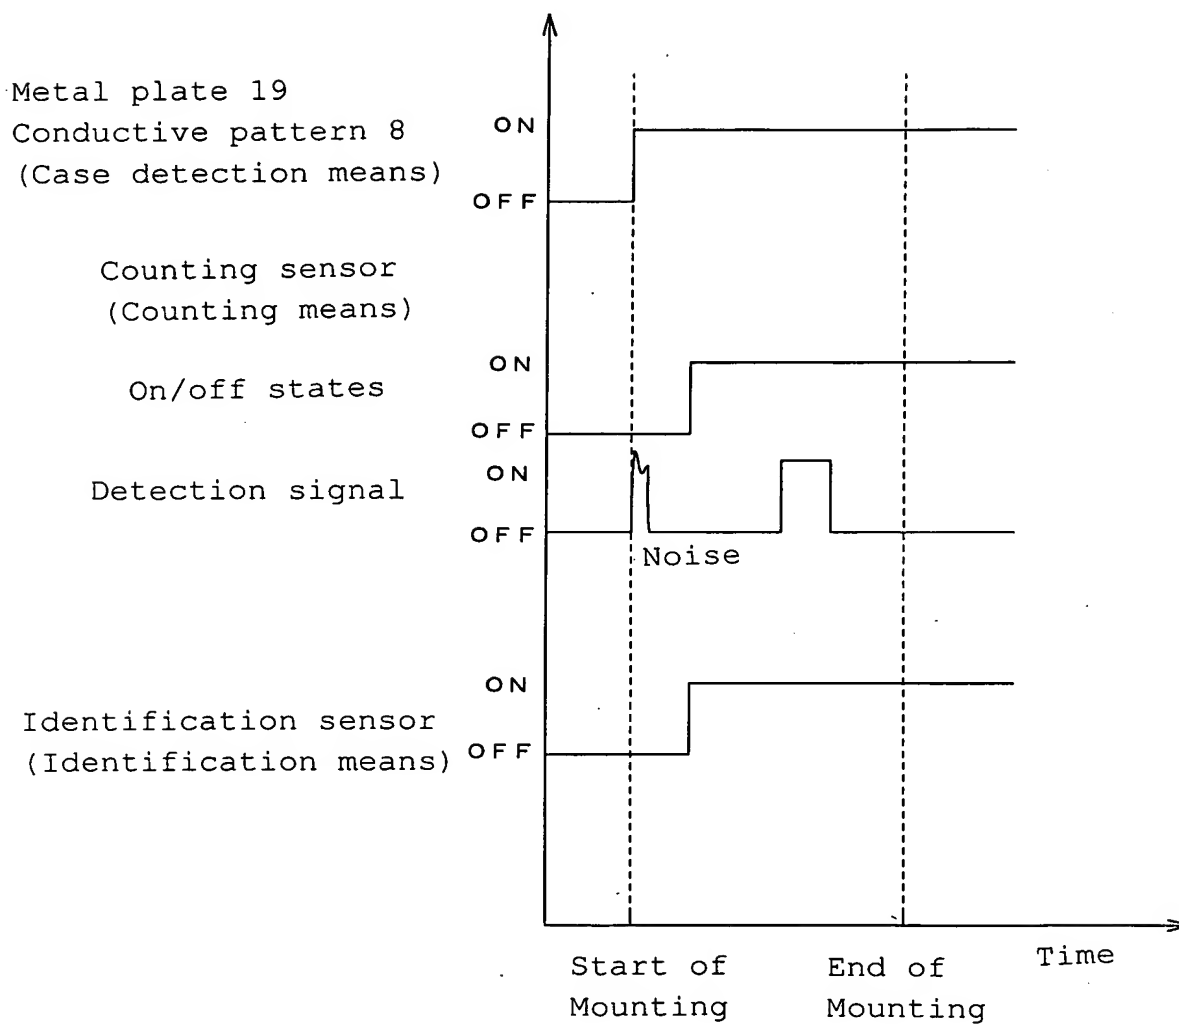 Metal plate 19
Conductive pattern 8
(Case detection means)
ON
OFF
Counting sensor
(Counting means)
On/off states
ON
OFF
Detection signal
ON
OFF
Noise
Identification sensor
(Identification means)
ON
OFF
Start of
Mounting
End of
Mounting
Time